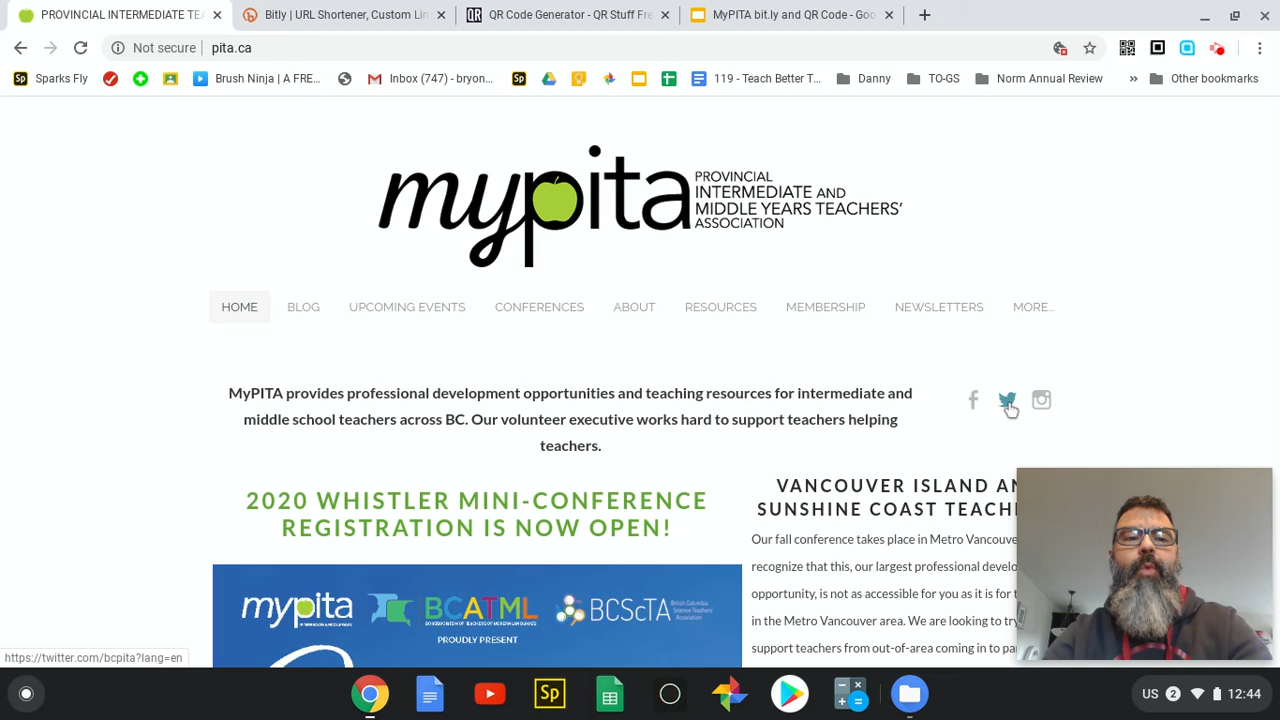 PROVINCIAL INTERMEDIATE TEA
Bitly | URL Shortener, Custom Lin
QR Code Generator - QR Stuff Fre
MyPITA bit.ly and QR Code - Goo
Not secure | pita.ca
Sparks Fly
Brush Ninja | A FRE...
Inbox (747) - bryon...
119 - Teach Better T...
Danny
TO-GS
Norm Annual Review
»
Other bookmarks
mypita
PROVINCIAL
INTERMEDIATE AND
MIDDLE YEARS TEACHERS'
ASSOCIATION
HOME BLOG UPCOMING EVENTS CONFERENCES ABOUT RESOURCES MEMBERSHIP NEWSLETTERS MORE...
MyPITA provides professional development opportunities and teaching resources for intermediate and
middle school teachers across BC. Our volunteer executive works hard to support teachers helping
teachers.
2020 WHISTLER MINI-CONFERENCE
REGISTRATION IS NOW OPEN!
VANCOUVER ISLAND AN
SUNSHINE COAST TEACH
Our fall conference takes place in Metro Vancouve
recognize that this, our largest professional develo
opportunity, is not as accessible for you as it is for t
in the Metro Vancouver area. We are looking to try
support teachers from out-of-area coming in to pa
mypita BCATML BCScTA
PROUDLY PRESENT
https://twitter.com/bcpita?lang=en
Sp
US 2 12:44